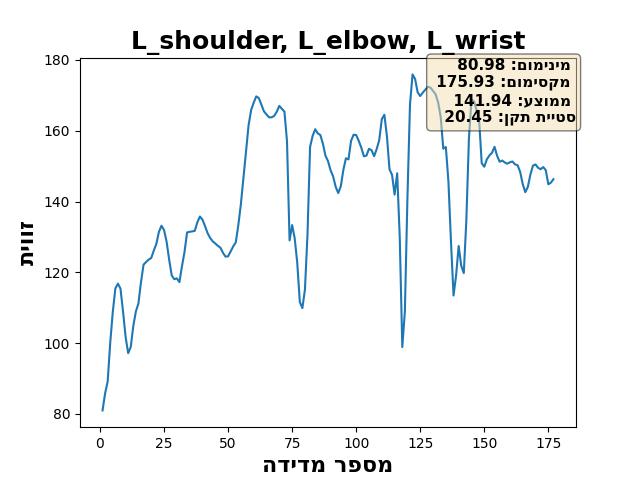 L_shoulder, L_elbow, L_wrist
מינימום: 80.98
מקסימום: 175.93
ממוצע: 141.94
סטיית תקן: 20.45
זווית
180
160
140
120
100
80
0 25 50 75 100 125 150 175
מספר מדידה